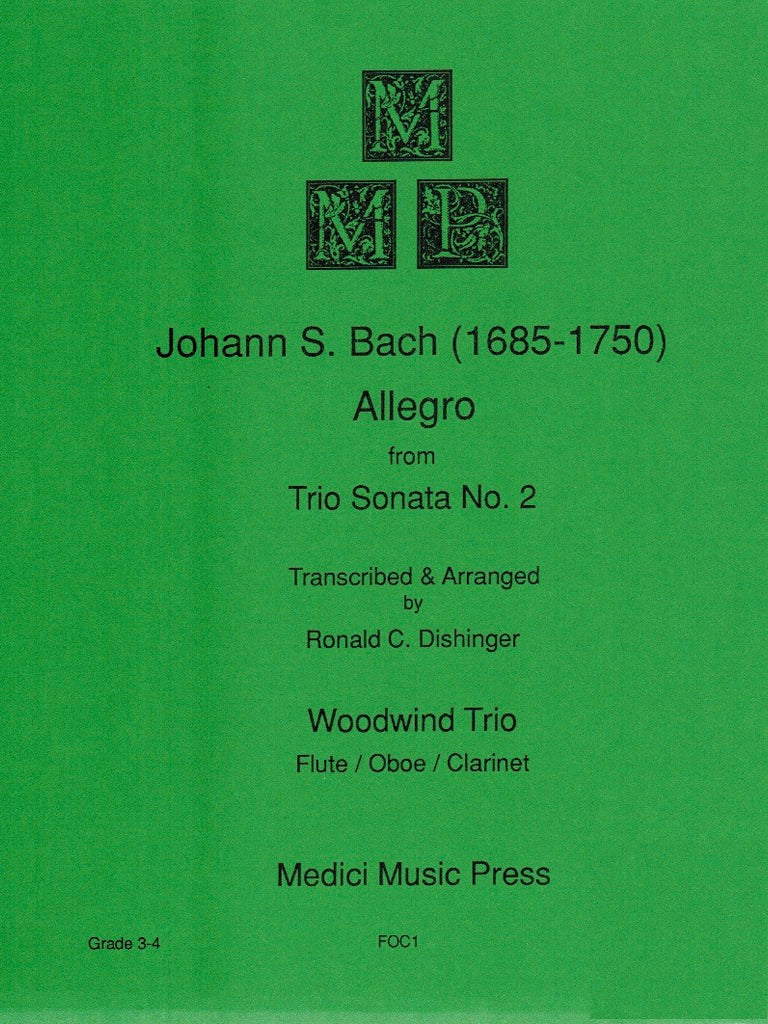 M
M P
Johann S. Bach (1685-1750)
Allegro
from
Trio Sonata No. 2
Transcribed & Arranged
by
Ronald C. Dishinger
Woodwind Trio
Flute / Oboe / Clarinet
Medici Music Press
Grade 3-4
FOC1